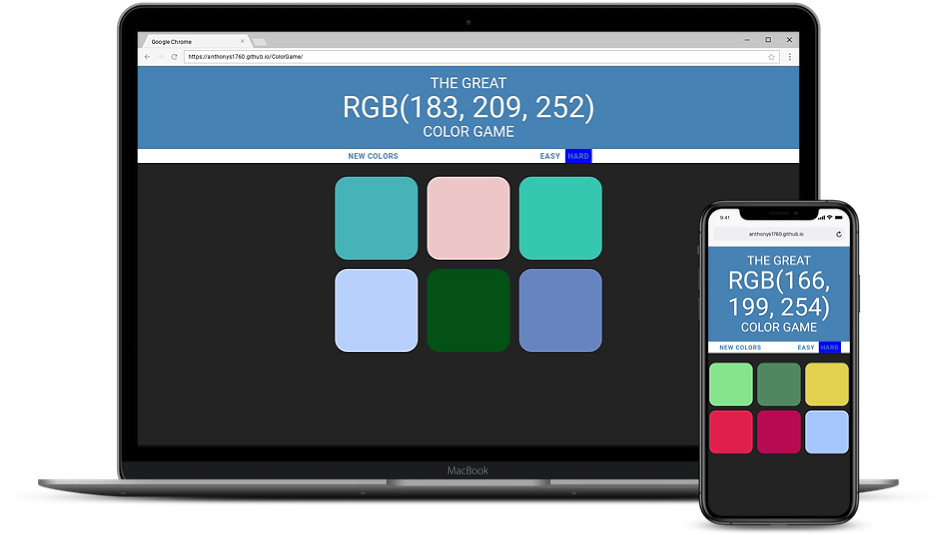 Google Chrome
https://anthonys1760.github.io/ColorGame/
THE GREAT
RGB(183, 209, 252)
COLOR GAME
NEW COLORS EASY HARD
MacBook
9:41
anthonys1760.github.io
THE GREAT
RGB(166,
199, 254)
COLOR GAME
NEW COLORS EASY HARD